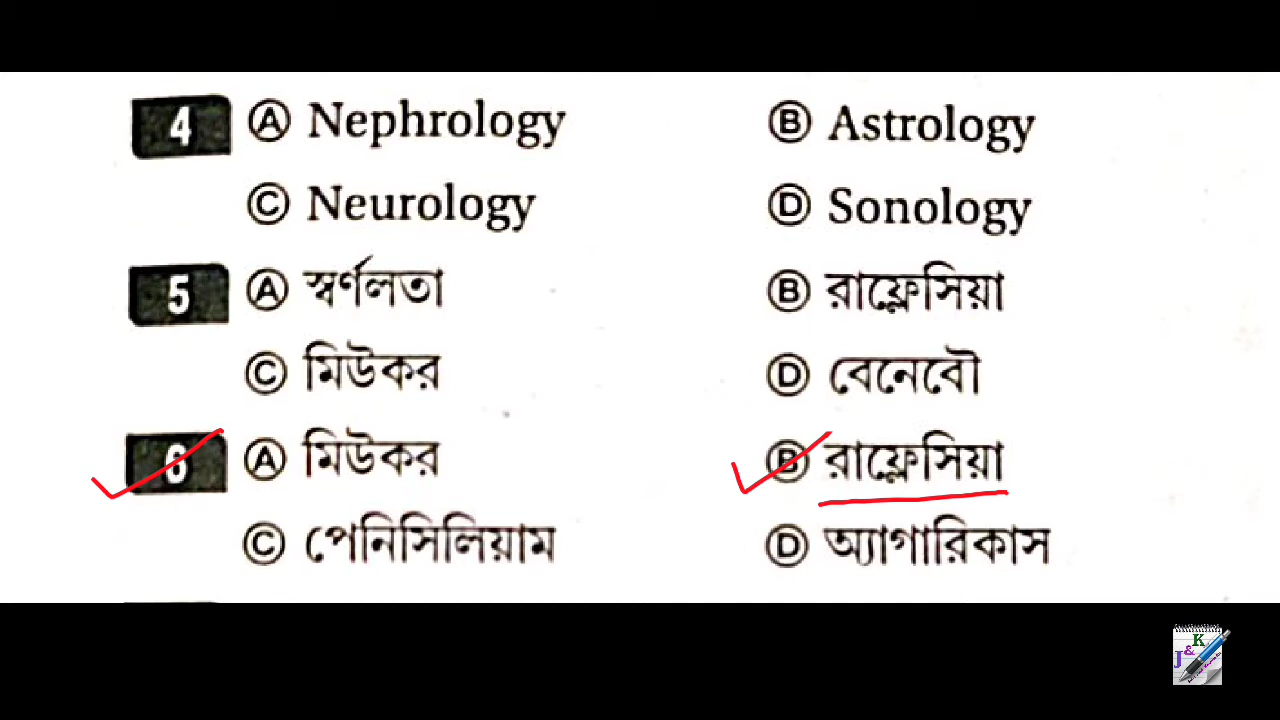 4 Ⓐ Nephrology Ⓑ Astrology
Ⓒ Neurology Ⓓ Sonology
5 Ⓐ স্বর্ণলতা Ⓑ রাফ্লেসিয়া
Ⓒ মিউকর Ⓓ বেনেবৌ
6 Ⓐ মিউকর Ⓑ রাফ্লেসিয়া
Ⓒ পেনিসিলিয়াম Ⓓ অ্যাগারিকাস
J & K